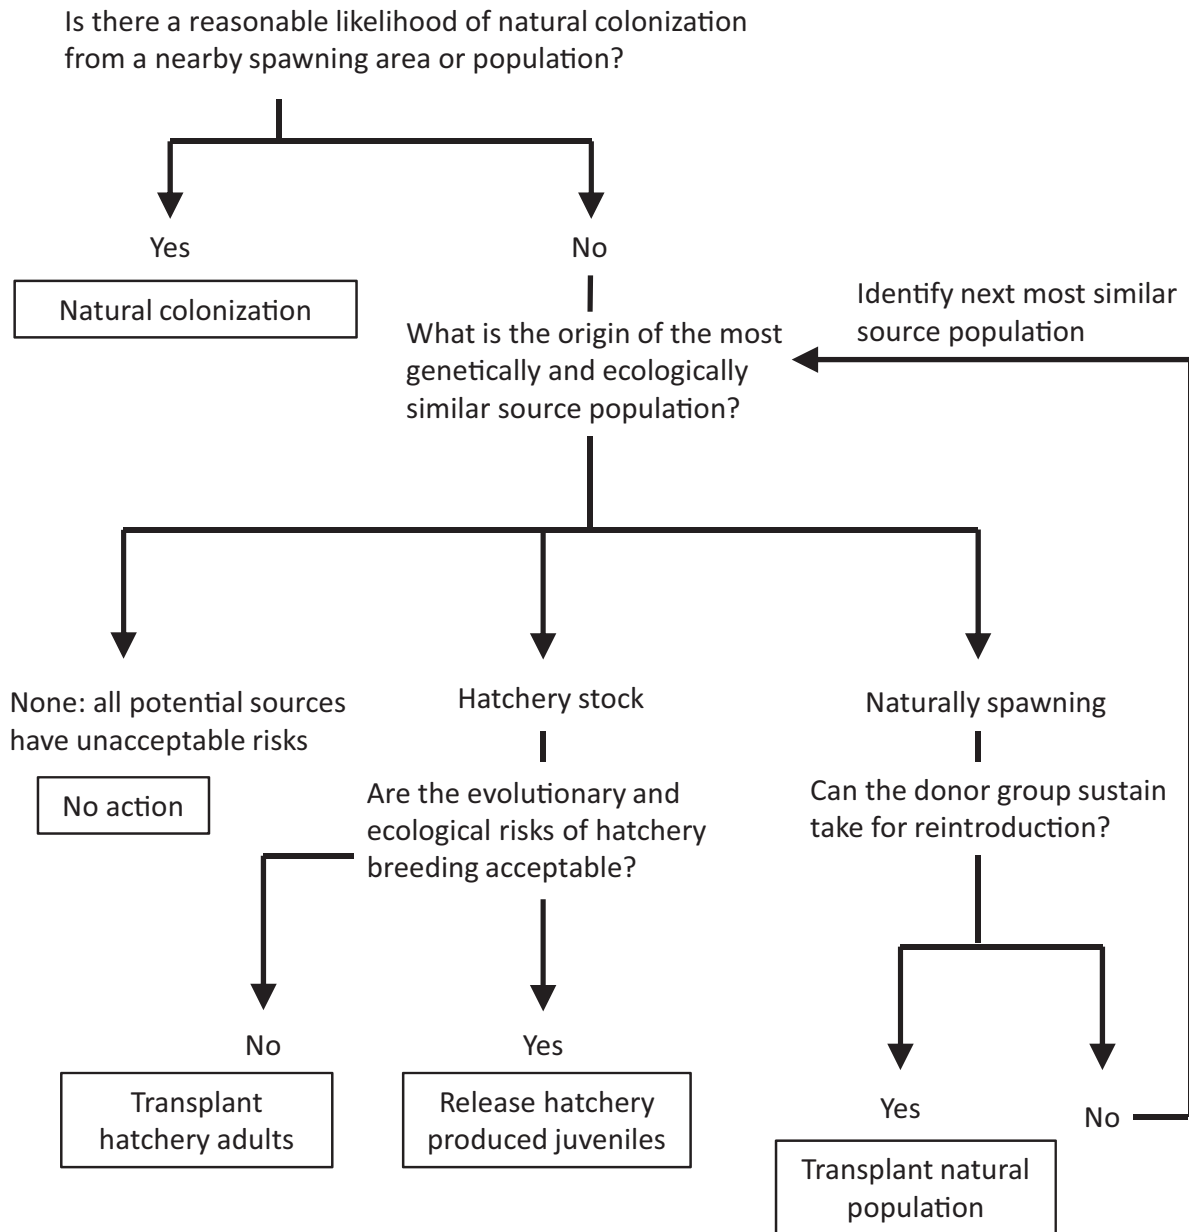 Is there a reasonable likelihood of natural colonization
from a nearby spawning area or population?
Yes
No
Natural colonization
Identify next most similar
source population
What is the origin of the most
genetically and ecologically
similar source population?
None: all potential sources
have unacceptable risks
No action
Hatchery stock
Are the evolutionary and
ecological risks of hatchery
breeding acceptable?
Naturally spawning
Can the donor group sustain
take for reintroduction?
No
Transplant
hatchery adults
Yes
Release hatchery
produced juveniles
Yes
Transplant natural
population
No